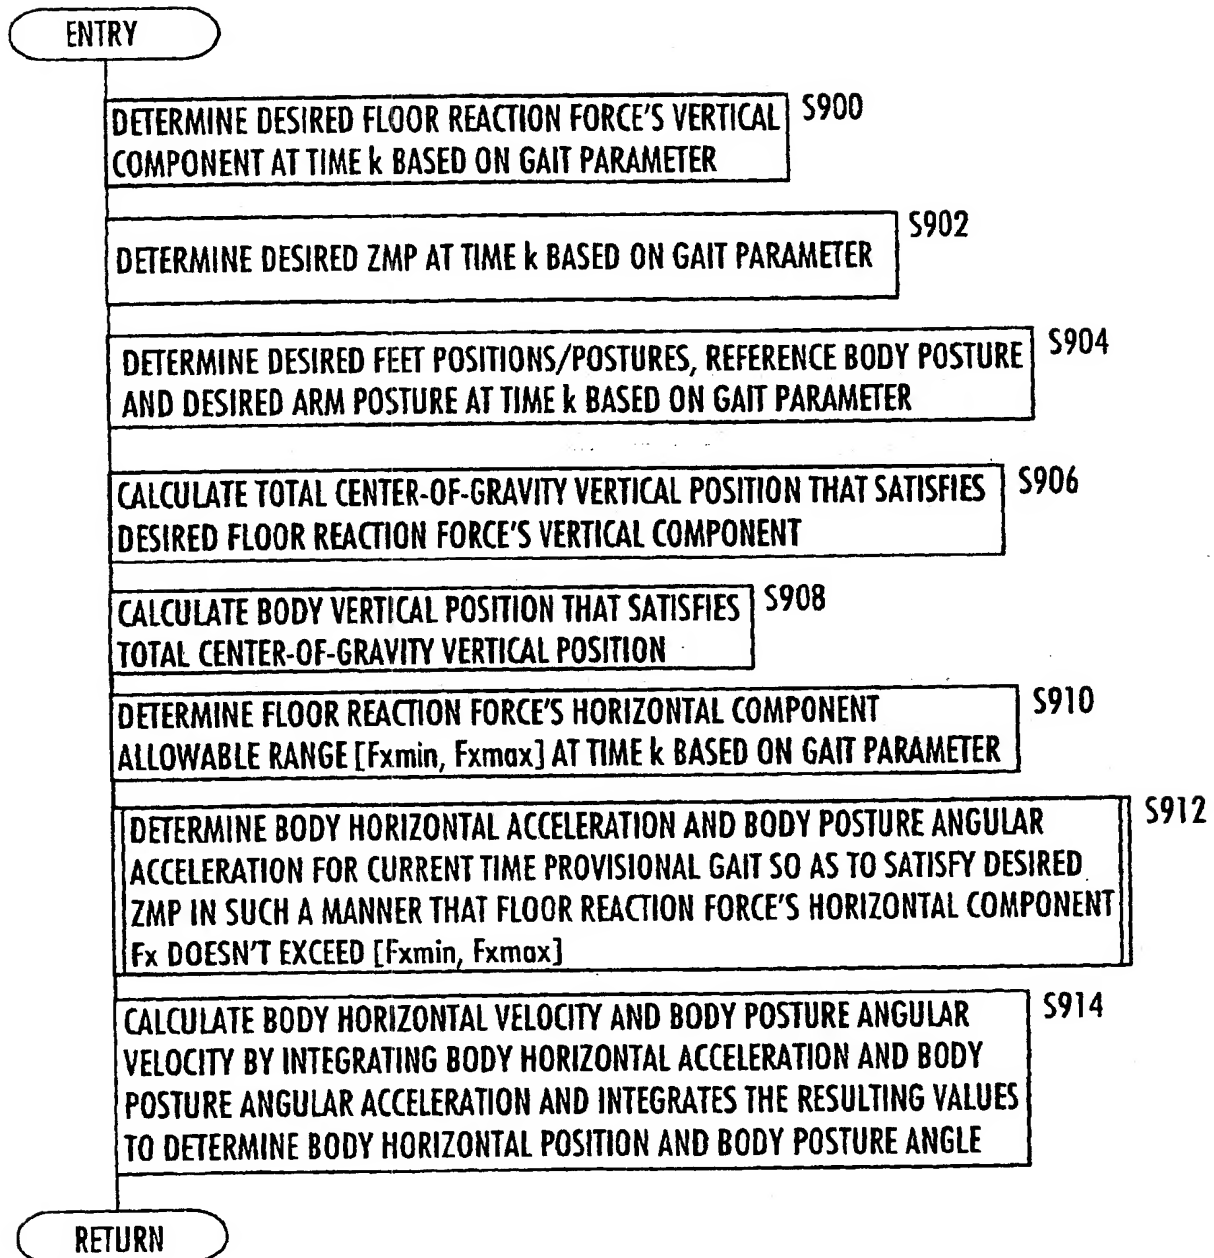 ENTRY
DETERMINE DESIRED FLOOR REACTION FORCE'S VERTICAL
COMPONENT AT TIME k BASED ON GAIT PARAMETER
S900
DETERMINE DESIRED ZMP AT TIME k BASED ON GAIT PARAMETER
S902
DETERMINE DESIRED FEET POSITIONS/POSTURES, REFERENCE BODY POSTURE
AND DESIRED ARM POSTURE AT TIME k BASED ON GAIT PARAMETER
S904
CALCULATE TOTAL CENTER-OF-GRAVITY VERTICAL POSITION THAT SATISFIES
DESIRED FLOOR REACTION FORCE'S VERTICAL COMPONENT
S906
CALCULATE BODY VERTICAL POSITION THAT SATISFIES
TOTAL CENTER-OF-GRAVITY VERTICAL POSITION
S908
DETERMINE FLOOR REACTION FORCE'S HORIZONTAL COMPONENT
ALLOWABLE RANGE [Fxmin, Fxmax] AT TIME k BASED ON GAIT PARAMETER
S910
DETERMINE BODY HORIZONTAL ACCELERATION AND BODY POSTURE ANGULAR
ACCELERATION FOR CURRENT TIME PROVISIONAL GAIT SO AS TO SATISFY DESIRED
ZMP IN SUCH A MANNER THAT FLOOR REACTION FORCE'S HORIZONTAL COMPONENT
Fx DOESN'T EXCEED [Fxmin, Fxmax]
S912
CALCULATE BODY HORIZONTAL VELOCITY AND BODY POSTURE ANGULAR
VELOCITY BY INTEGRATING BODY HORIZONTAL ACCELERATION AND BODY
POSTURE ANGULAR ACCELERATION AND INTEGRATES THE RESULTING VALUES
TO DETERMINE BODY HORIZONTAL POSITION AND BODY POSTURE ANGLE
S914
RETURN